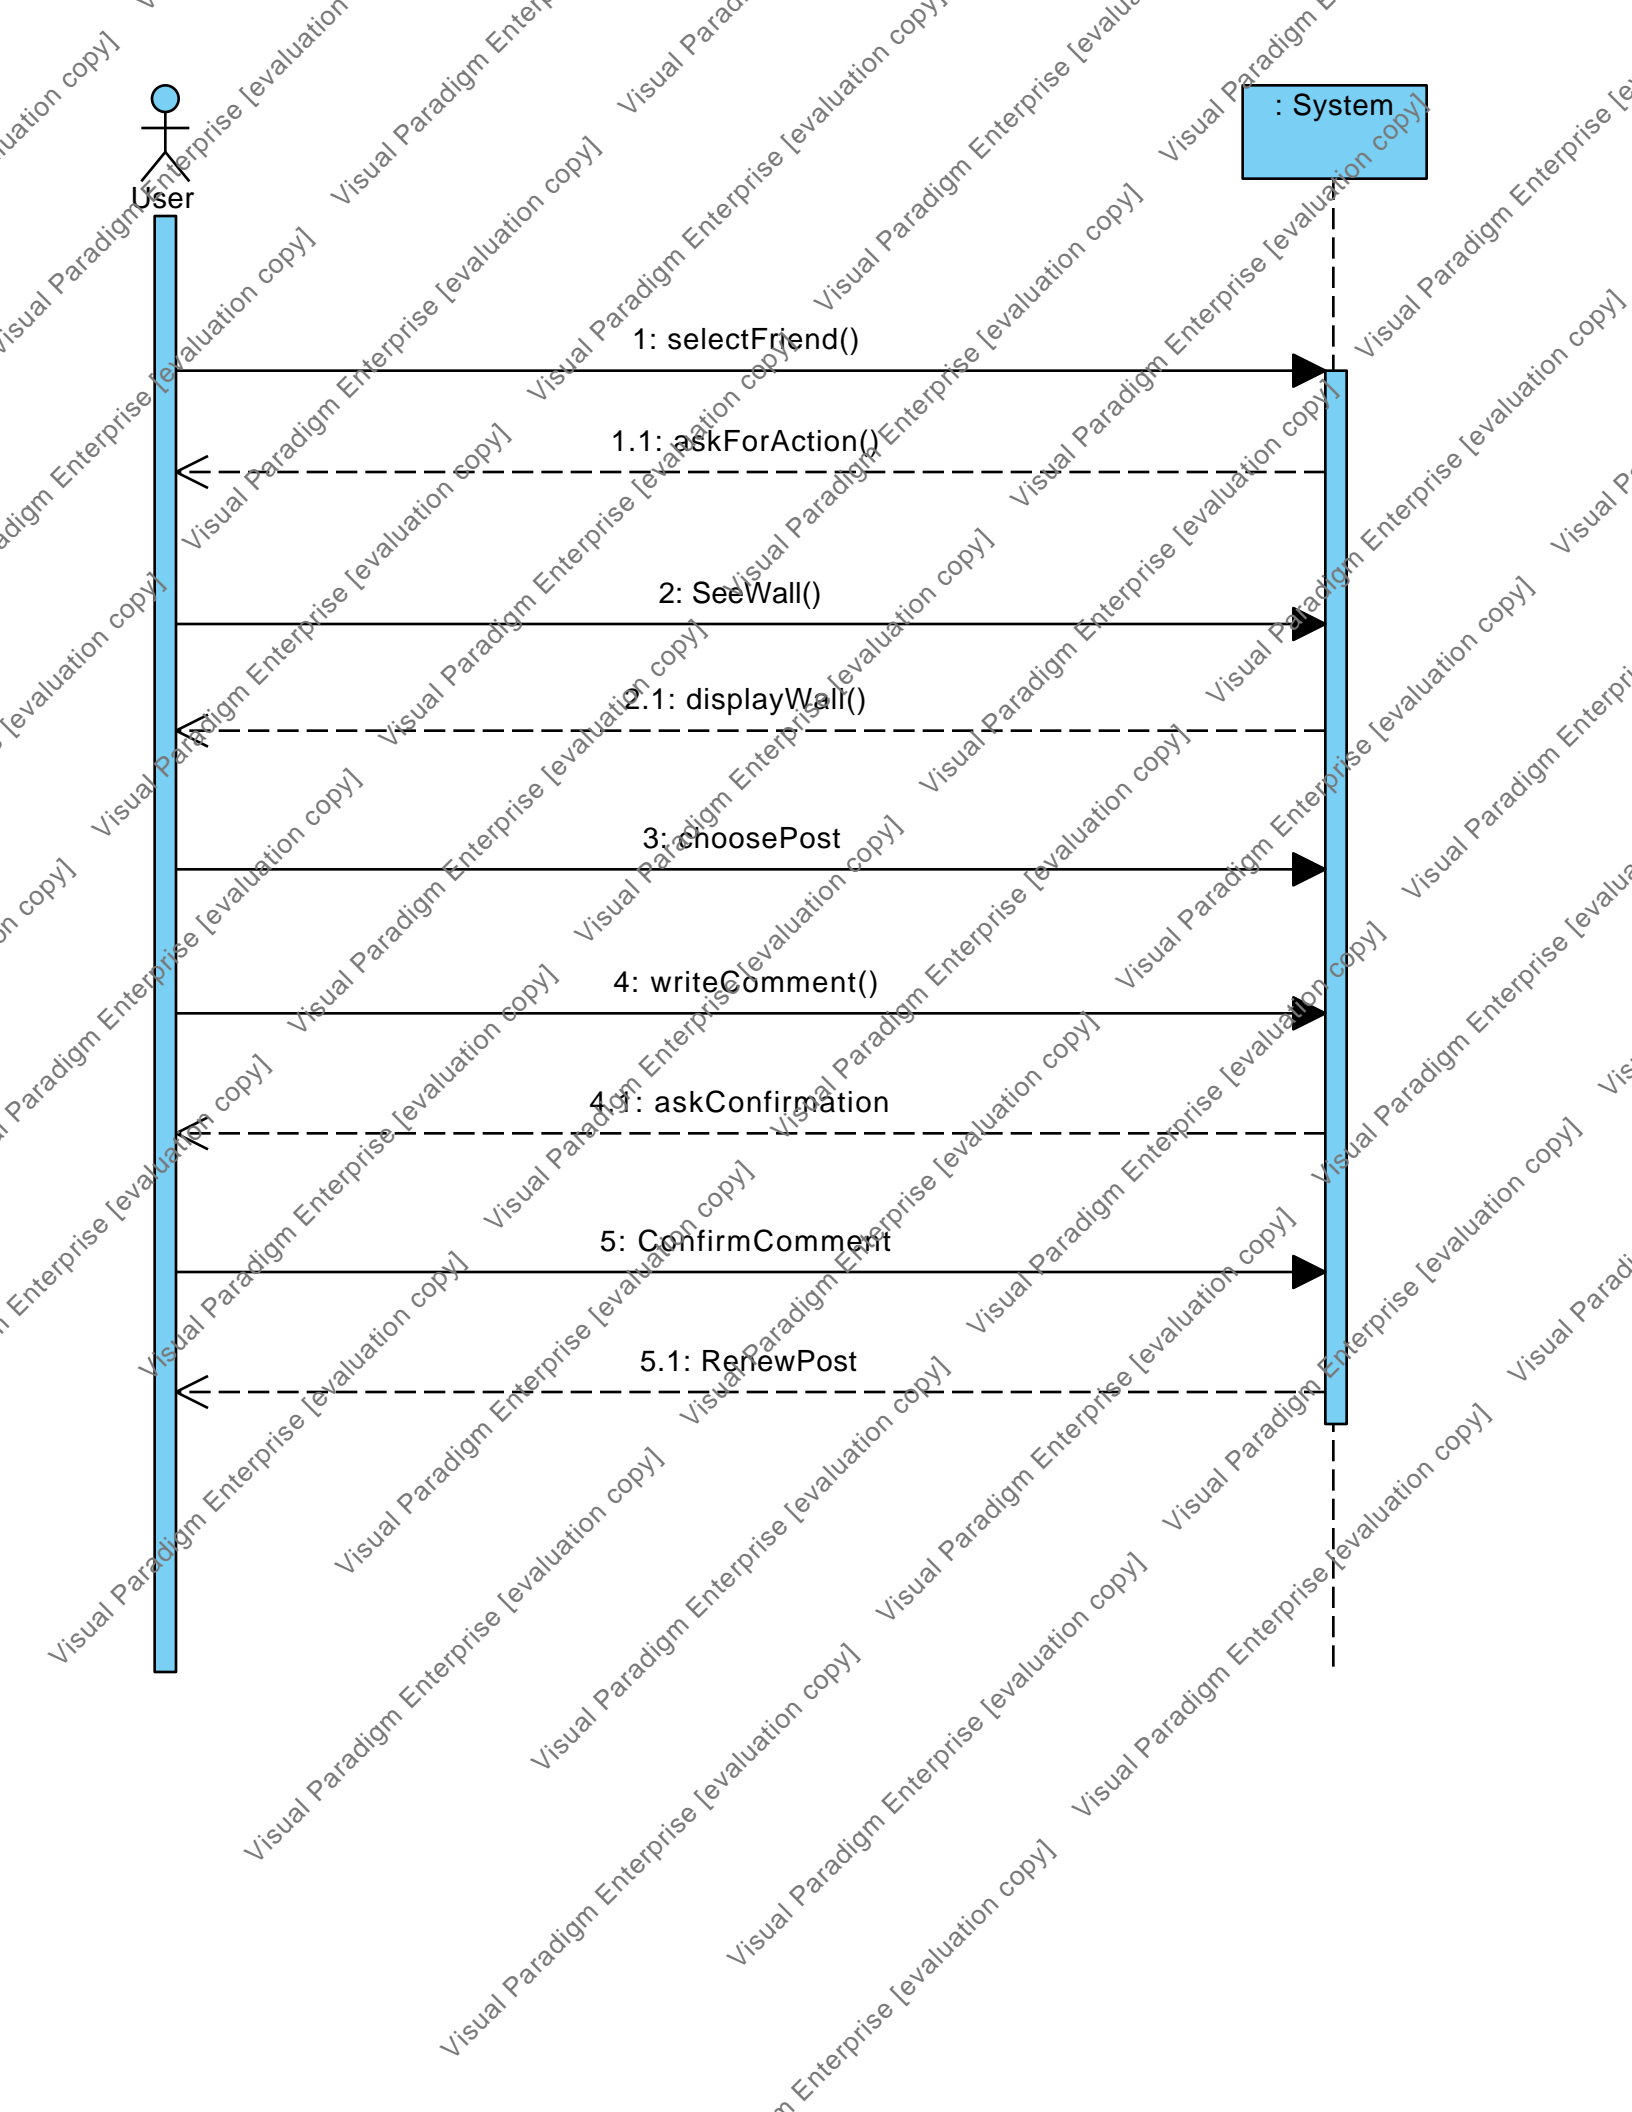 User
: System
1: selectFriend()
1.1: askForAction()
2: SeeWall()
2.1: displayWall()
3: choosePost
4: writeComment()
4.1: askConfirmation
5: ConfirmComment
5.1: RenewPost
Visual Paradigm Enterprise [evaluation copy]